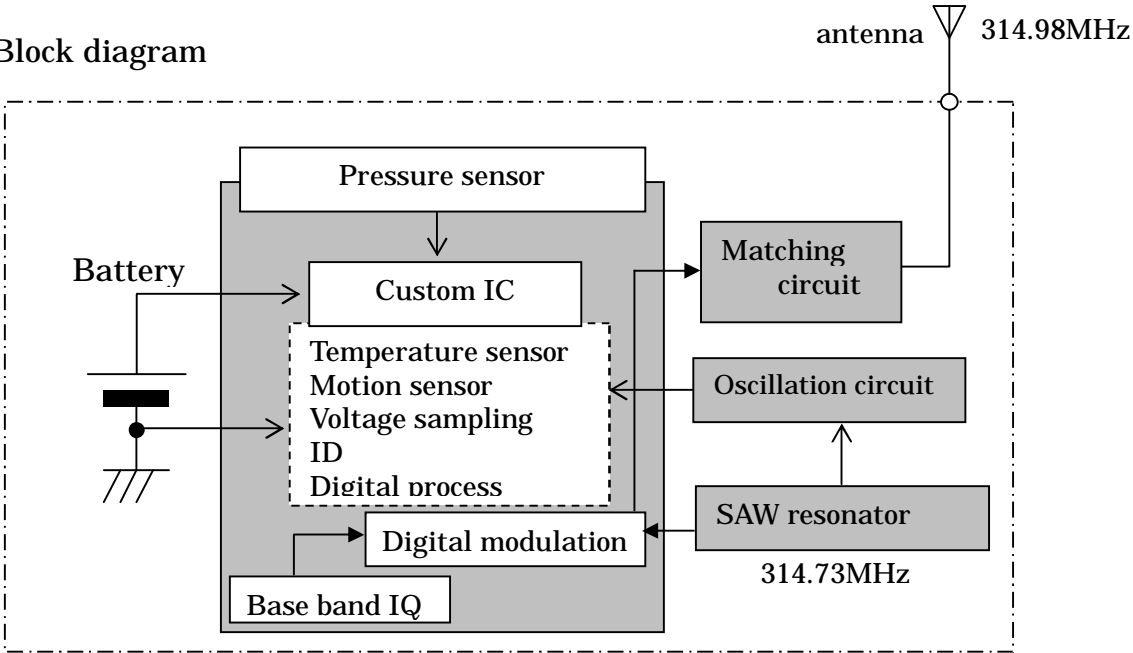 antenna
314.98MHz
Block diagram
Pressure sensor
Battery
Custom IC
Matching
circuit
Temperature sensor
Motion sensor
Voltage sampling
ID
Digital process
Oscillation circuit
SAW resonator
314.73MHz
Digital modulation
Base band IQ